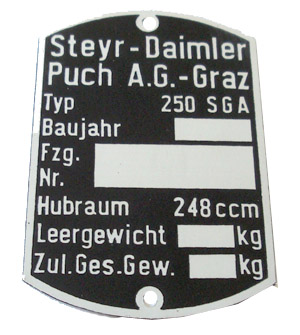 Steyr-Daimler
Puch A.G.-Graz
Typ 250 SGA
Baujahr
Fzg.
Nr.
Hubraum 248 ccm
Leergewicht kg
Zul.Ges.Gew. kg